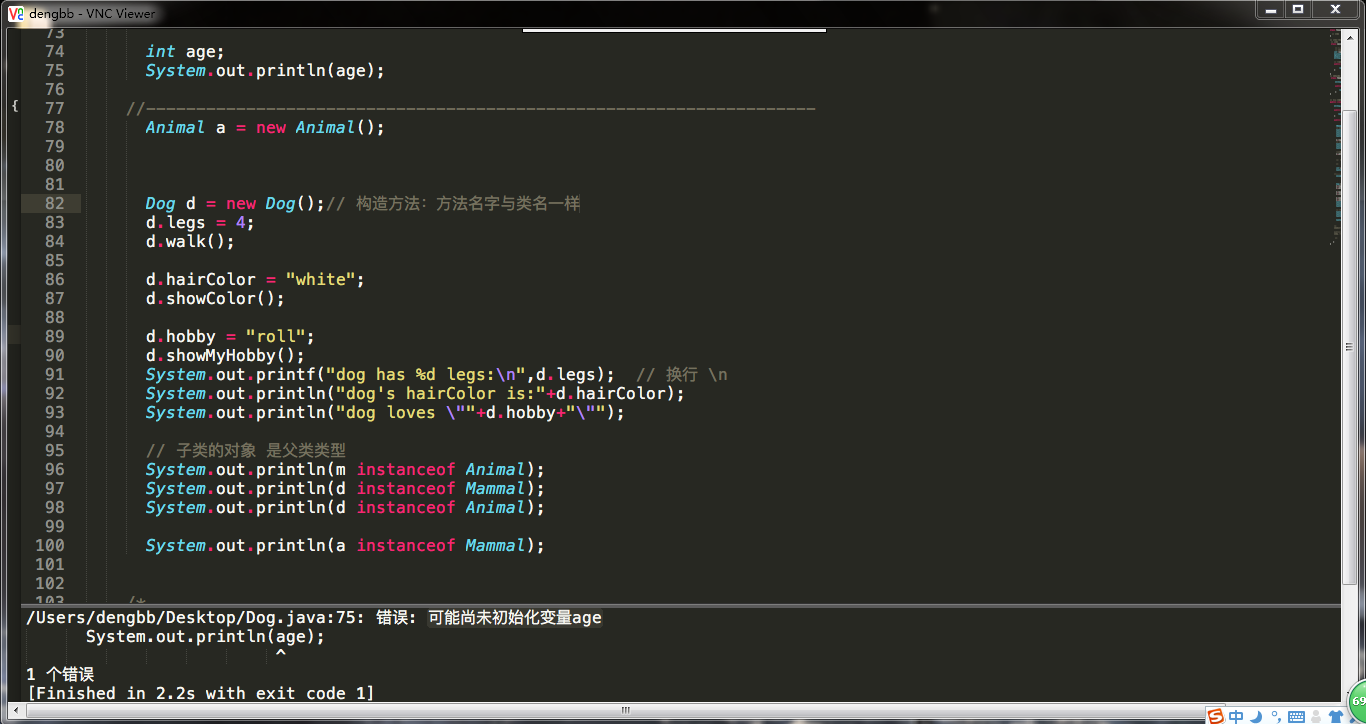 dengbb - VNC Viewer
73
74 int age;
75 System.out.println(age);
76
{ 77 //-------------------------------------------------------------------
78 Animal a = new Animal();
79
80
81
82 Dog d = new Dog();// 构造方法：方法名字与类名一样
83 d.legs = 4;
84 d.walk();
85
86 d.hairColor = "white";
87 d.showColor();
88
89 d.hobby = "roll";
90 d.showMyHobby();
91 System.out.printf("dog has %d legs:\n",d.legs);  // 换行 \n
92 System.out.println("dog's hairColor is:"+d.hairColor);
93 System.out.println("dog loves \""+d.hobby+"\"");
94
95 // 子类的对象 是父类类型
96 System.out.println(m instanceof Animal);
97 System.out.println(d instanceof Mammal);
98 System.out.println(d instanceof Animal);
99
100 System.out.println(a instanceof Mammal);
101
102
103 /*
/Users/dengbb/Desktop/Dog.java:75: 错误: 可能尚未初始化变量age
System.out.println(age);
^
1 个错误
[Finished in 2.2s with exit code 1]
中
69